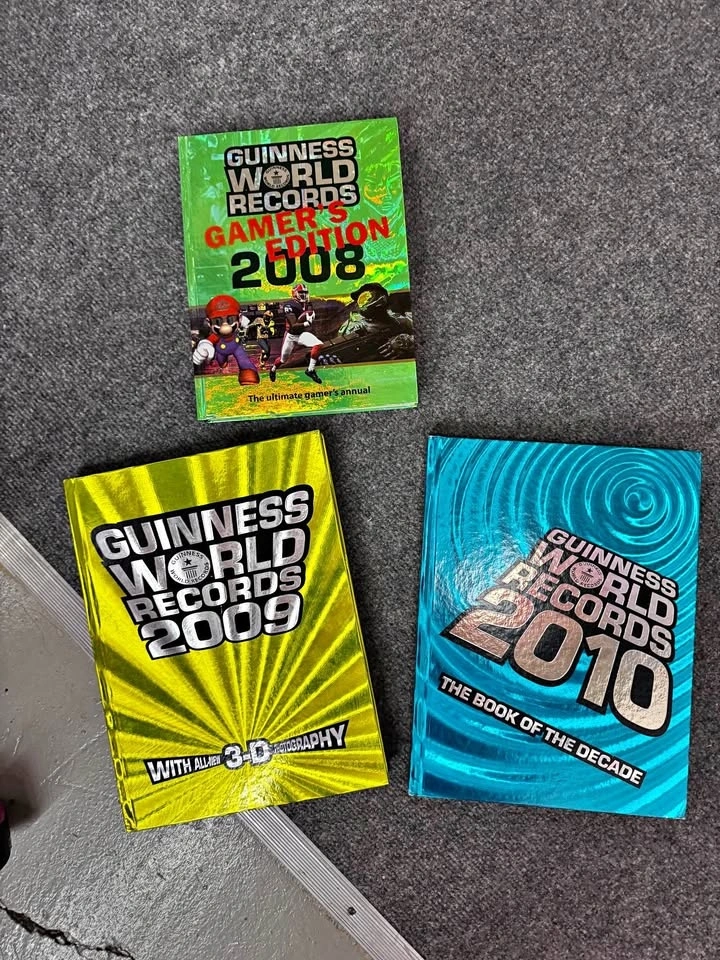 GUINNESS
WORLD
RECORDS
GAMER'S
EDITION
2008
The ultimate gamer's annual
GUINNESS
WORLD
RECORDS
2009
WITH ALL-NEW 3-D PHOTOGRAPHY
GUINNESS
WORLD
RECORDS
2010
THE BOOK OF THE DECADE